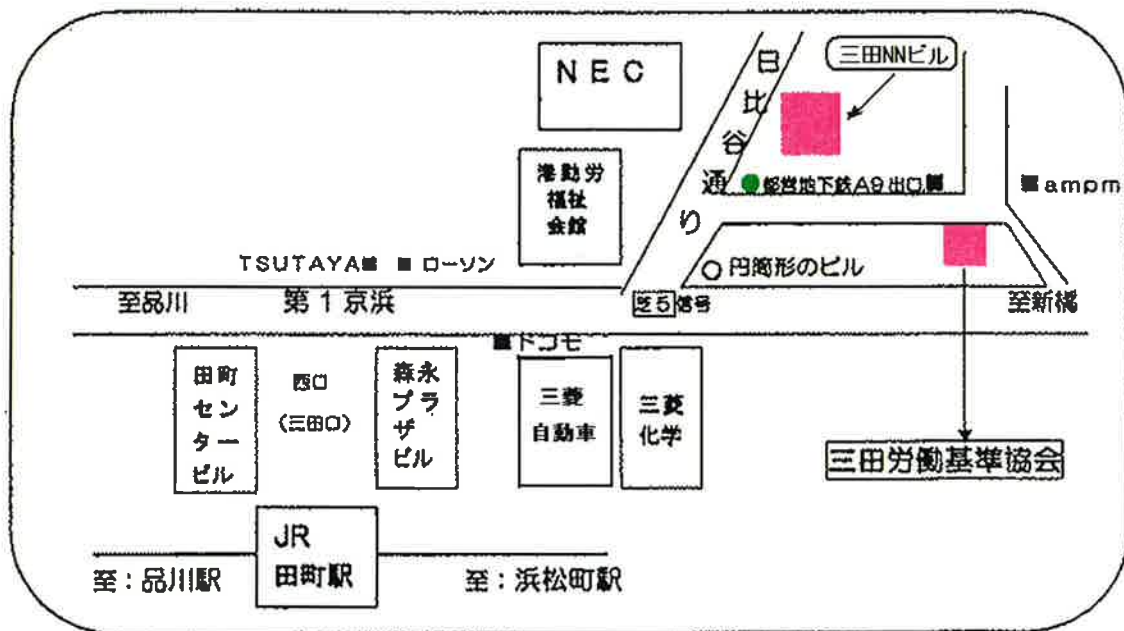 NEC
日比谷通り
三田NNビル
港勤労
福祉
会館
都営地下鉄A9出口
ampm
TSUTAYA
ローソン
円筒形のビル
至品川
第1京浜
芝5信号
至新橋
ドコモ
田町
セン
ター
ビル
西口
(三田口)
森永
プラ
ザ
ビル
三菱
自動車
三菱
化学
三田労働基準協会
JR
田町駅
至:品川駅
至:浜松町駅